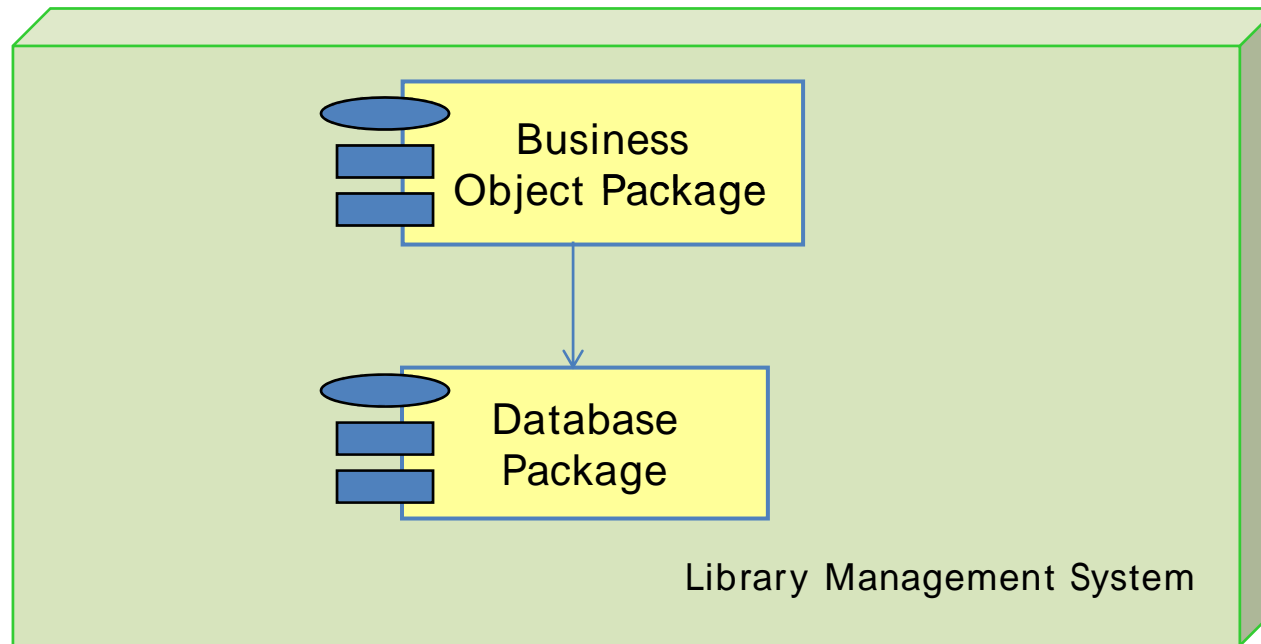 Business
Object Package
Database
Package
Library Management System